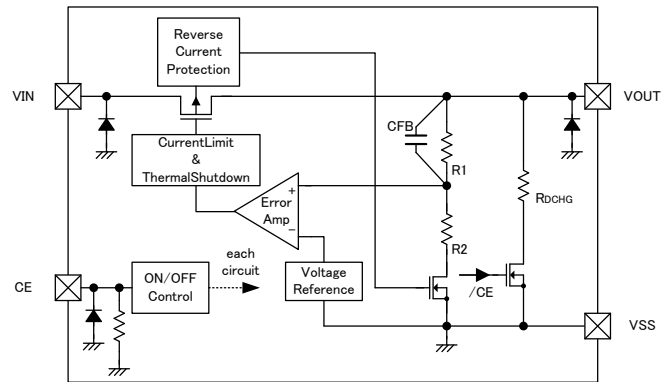 Reverse
Current
Protection
VIN
VOUT
CFB
R1
CurrentLimit
&
ThermalShutdown
RDCHG
+
Error
Amp
−
R2
each
circuit
CE
ON/OFF
Control
Voltage
Reference
/CE
VSS